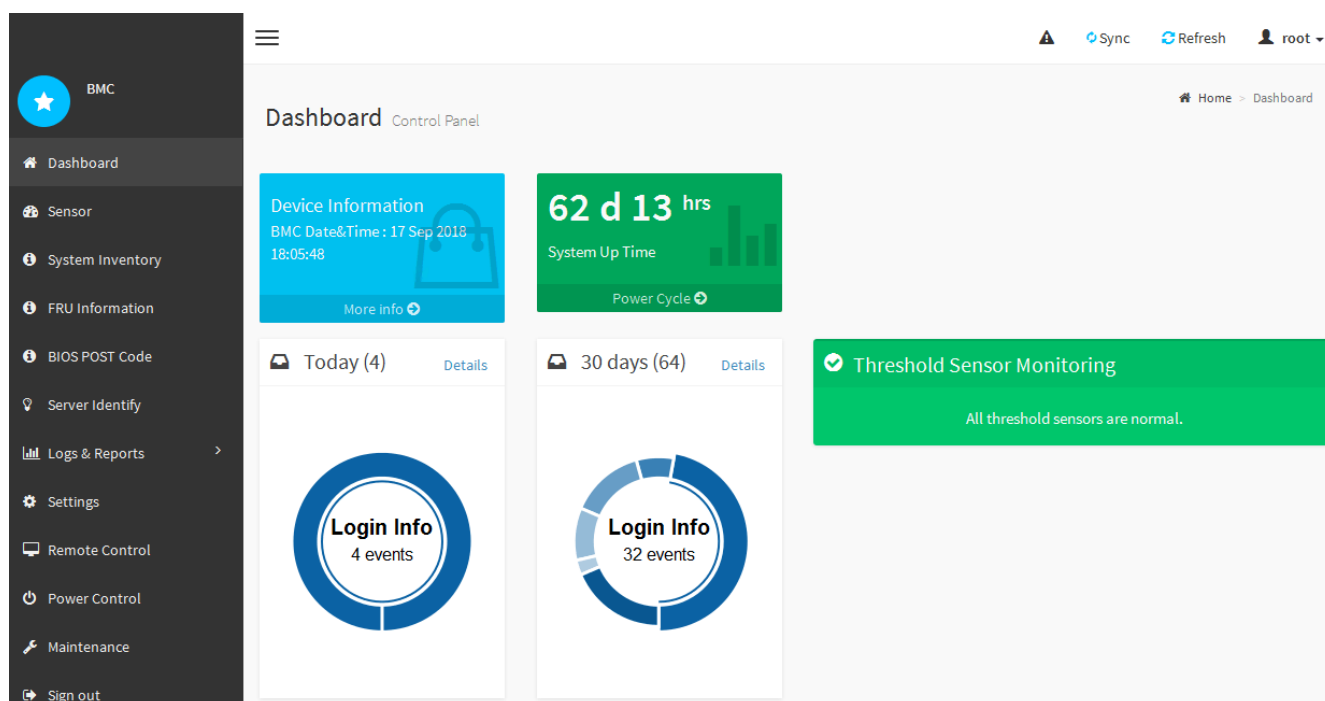 Sync
Refresh
root
BMC
Dashboard
Sensor
System Inventory
FRU Information
BIOS POST Code
Server Identify
Logs & Reports
Settings
Remote Control
Power Control
Maintenance
Sign out
Dashboard Control Panel
Home > Dashboard
Device Information
BMC Date&Time : 17 Sep 2018
18:05:48
More info
62 d 13 hrs
System Up Time
Power Cycle
Today (4) Details
Login Info
4 events
30 days (64) Details
Login Info
32 events
Threshold Sensor Monitoring
All threshold sensors are normal.